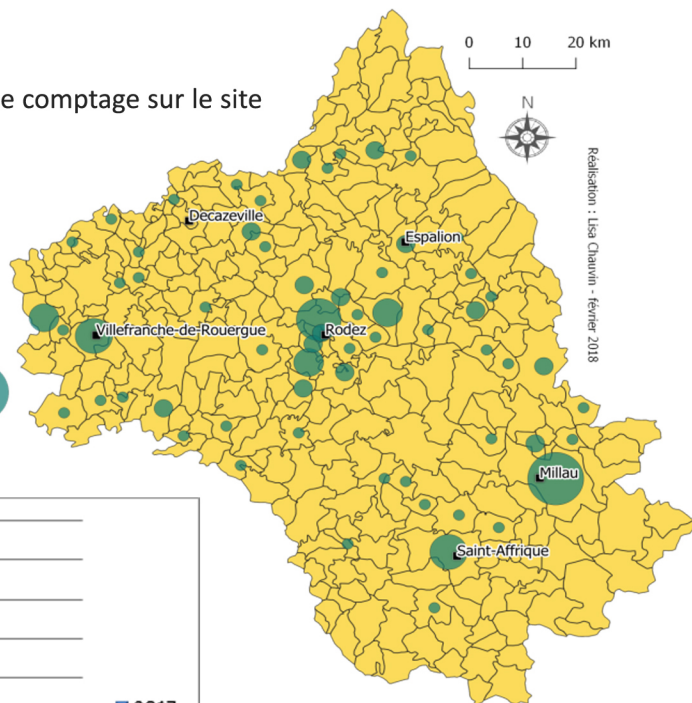 0 10 20 km
e comptage sur le site
N
Réalisation : Lisa Chauvin - février 2018
Decazeville
Espalion
Villefranche-de-Rouergue
Rodez
Millau
Saint-Affrique